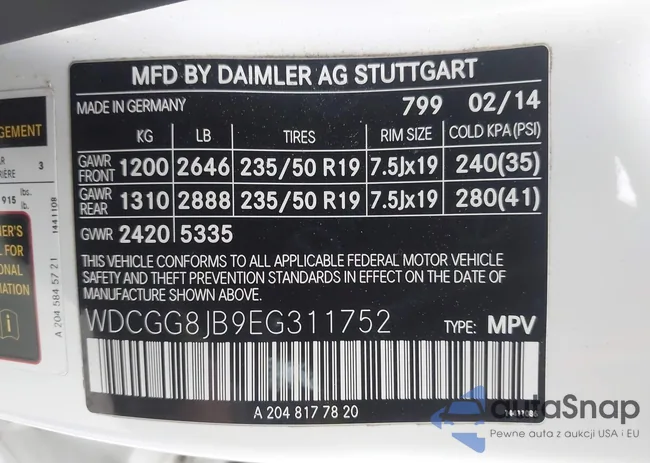 MFD BY DAIMLER AG STUTTGART
MADE IN GERMANY 799 02/14
KG LB TIRES RIM SIZE COLD KPA(PSI)
GAWR FRONT 1200 2646 235/50 R19 7.5Jx19 240(35)
GAWR REAR 1310 2888 235/50 R19 7.5Jx19 280(41)
GVWR 2420 5335
THIS VEHICLE CONFORMS TO ALL APPLICABLE FEDERAL MOTOR VEHICLE
SAFETY AND THEFT PREVENTION STANDARDS IN EFFECT ON THE DATE OF
MANUFACTURE SHOWN ABOVE.
WDCGG8JB9EG311752 TYPE: MPV
A 204 817 78 20
1441108
A 204 584 57 21
3
915 lbs.
autoSnap
Pewne auta z aukcji USA i EU